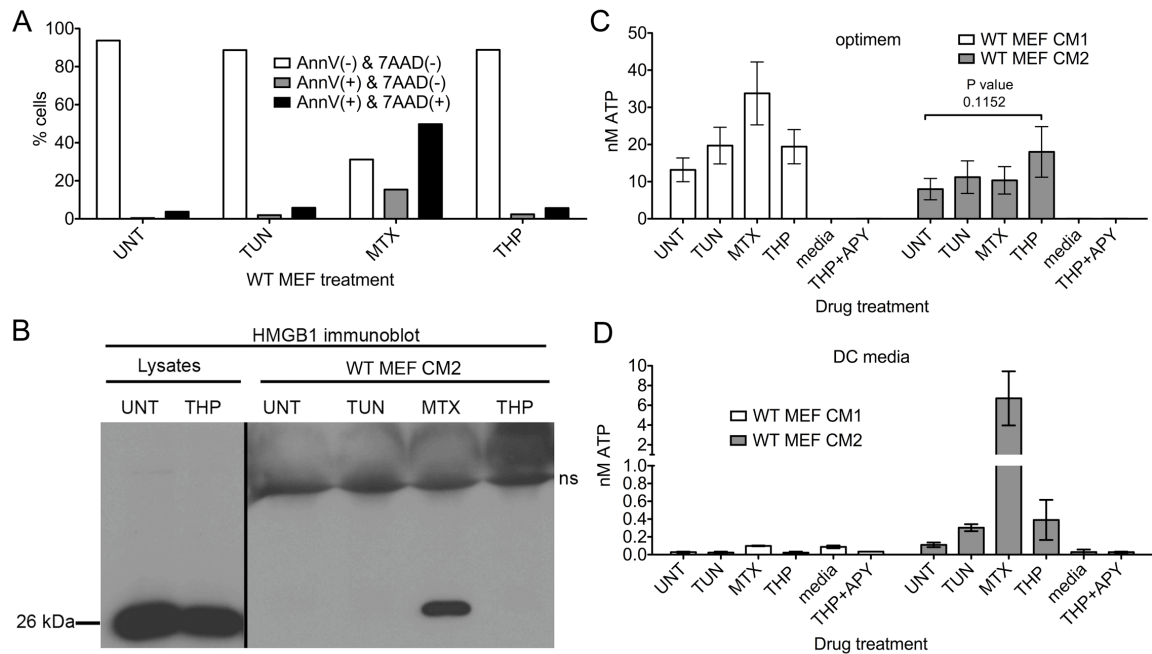 A
100
80
60
40
20
0
% cells
AnnV(-) & 7AAD(-)
AnnV(+) & 7AAD(-)
AnnV(+) & 7AAD(+)
UNT TUN MTX THP
WT MEF treatment
B
HMGB1 immunoblot
Lysates WT MEF CM2
UNT THP UNT TUN MTX THP
ns
26 kDa
C
optimem
WT MEF CM1
WT MEF CM2
P value
0.1152
50
40
30
20
10
0
nM ATP
UNT TUN MTX THP media THP+APY UNT TUN MTX THP media THP+APY
Drug treatment
D
DC media
WT MEF CM1
WT MEF CM2
10
8
6
4
2
1.0
0.8
0.6
0.4
0.2
0.0
nM ATP
UNT TUN MTX THP media THP+APY UNT TUN MTX THP media THP+APY
Drug treatment